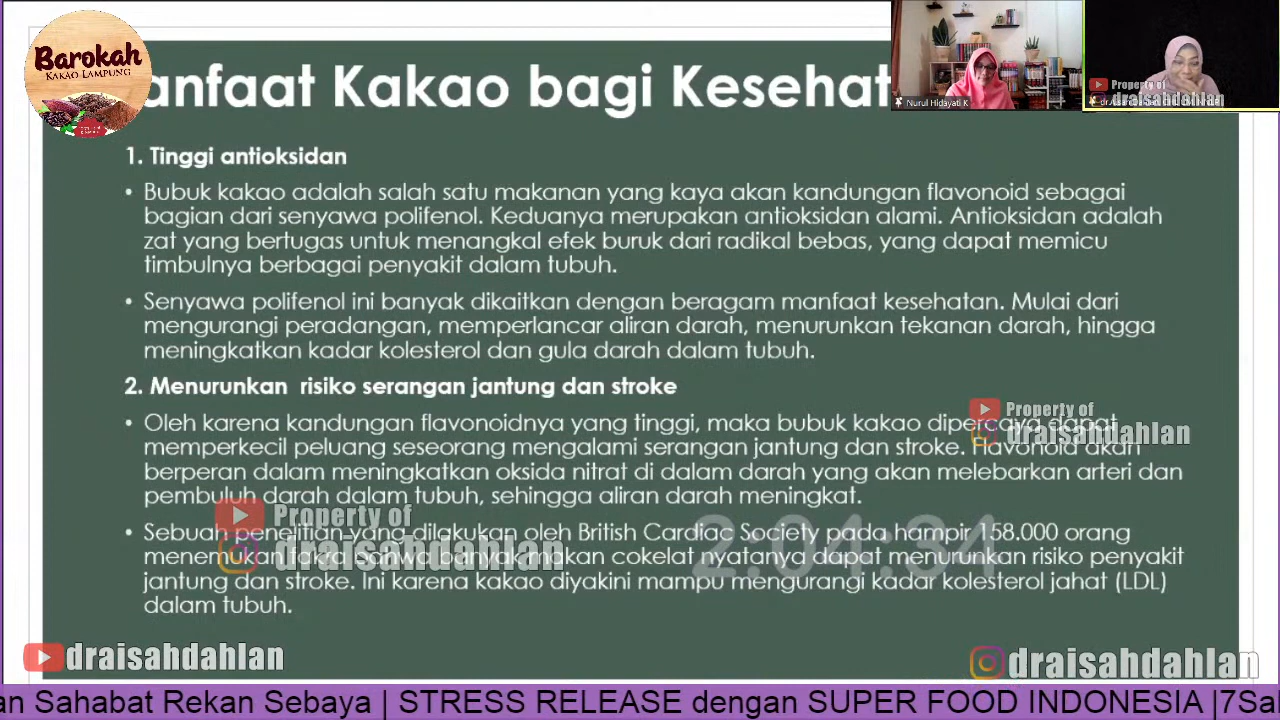 Barokah
KAKAO LAMPUNG
anfaat Kakao bagi Kesehat
Nurul Hidayati K
Property of
draisahdahlan
1. Tinggi antioksidan
• Bubuk kakao adalah salah satu makanan yang kaya akan kandungan flavonoid sebagai
bagian dari senyawa polifenol. Keduanya merupakan antioksidan alami. Antioksidan adalah
zat yang bertugas untuk menangkal efek buruk dari radikal bebas, yang dapat memicu
timbulnya berbagai penyakit dalam tubuh.
• Senyawa polifenol ini banyak dikaitkan dengan beragam manfaat kesehatan. Mulai dari
mengurangi peradangan, memperlancar aliran darah, menurunkan tekanan darah, hingga
meningkatkan kadar kolesterol dan gula darah dalam tubuh.
2. Menurunkan risiko serangan jantung dan stroke
• Oleh karena kandungan flavonoidnya yang tinggi, maka bubuk kakao dipercaya dapat
memperkecil peluang seseorang mengalami serangan jantung dan stroke. Flavonoid akan
berperan dalam meningkatkan oksida nitrat di dalam darah yang akan melebarkan arteri dan
pembuluh darah dalam tubuh, sehingga aliran darah meningkat.
Property of
draisahdahlan
• Sebuah penelitian yang dilakukan oleh British Cardiac Society pada hampir 158.000 orang
menemukan fakta bahwa banyak makan cokelat nyatanya dapat menurunkan risiko penyakit
jantung dan stroke. Ini karena kakao diyakini mampu mengurangi kadar kolesterol jahat (LDL)
dalam tubuh.
Property of
draisahdahlan
2:04:34
draisahdahlan
draisahdahlan
an Sahabat Rekan Sebaya | STRESS RELEASE dengan SUPER FOOD INDONESIA |7Sa